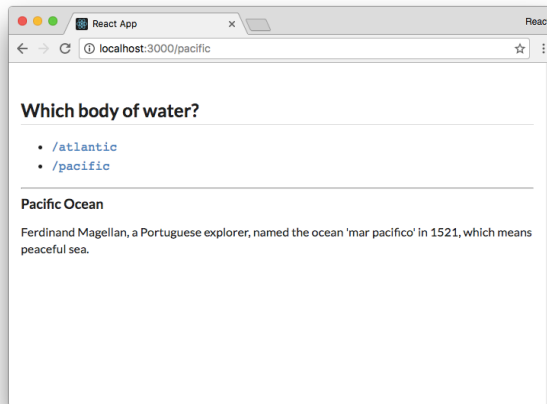 React App
Reac
localhost:3000/pacific
Which body of water?
/atlantic
/pacific
Pacific Ocean
Ferdinand Magellan, a Portuguese explorer, named the ocean 'mar pacifico' in 1521, which means
peaceful sea.